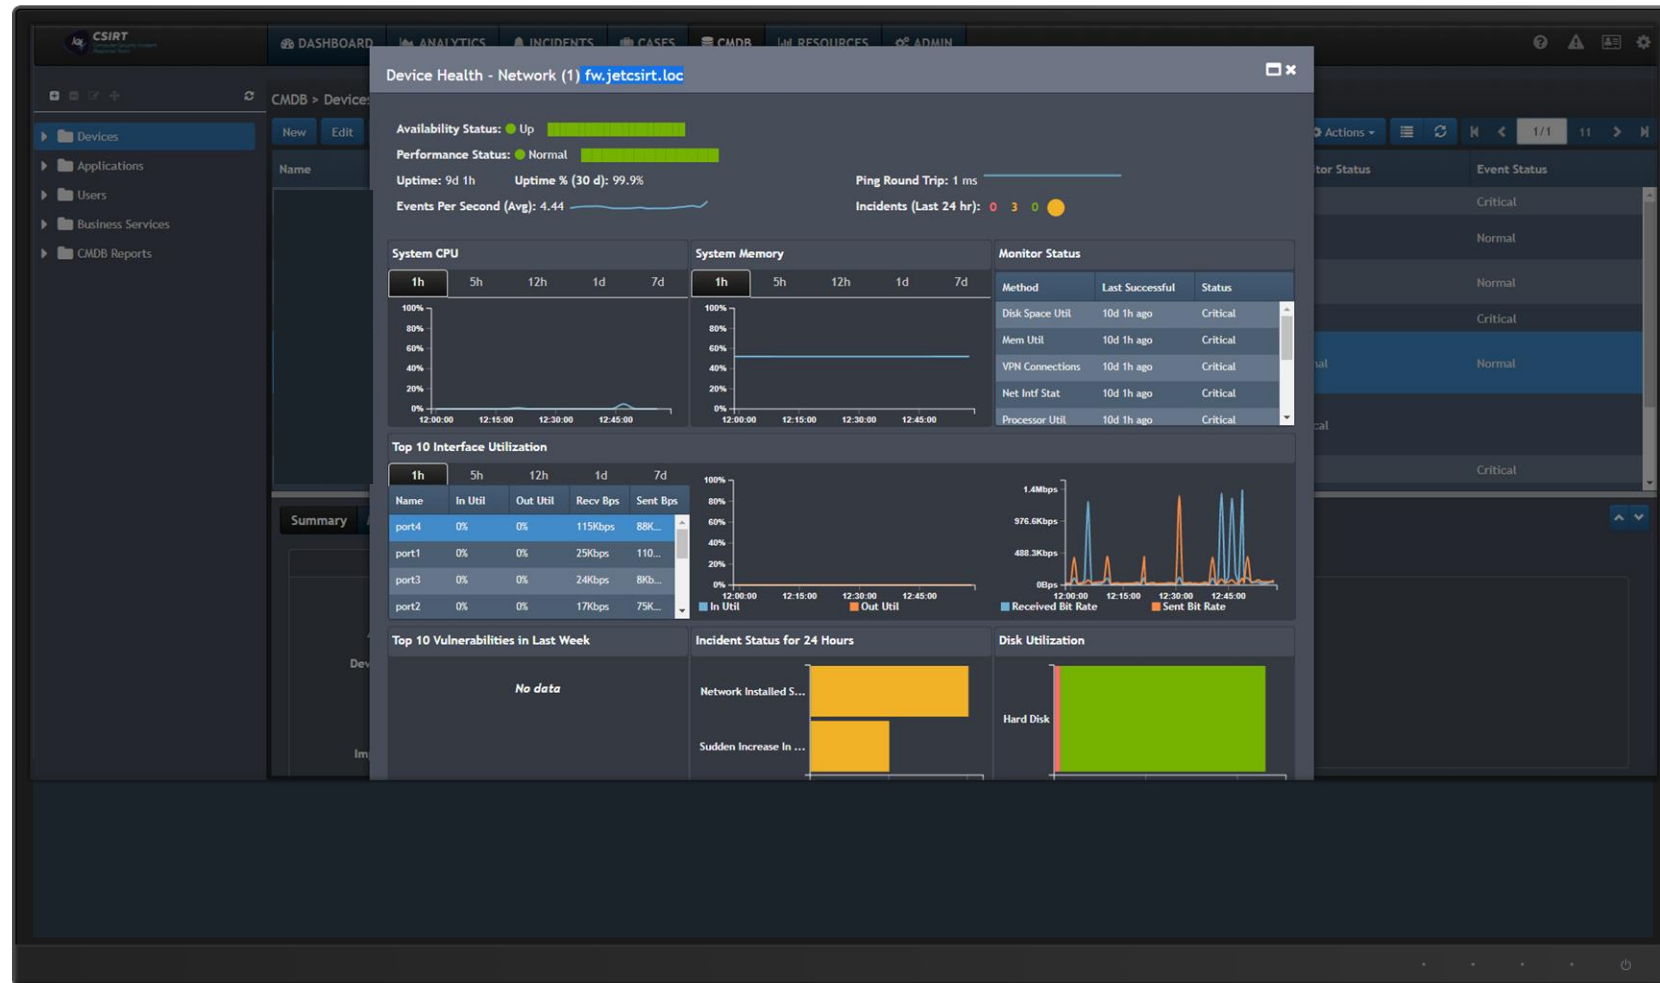 CSIRT
DASHBOARD ANALYTICS INCIDENTS CASES CMDB RESOURCES ADMIN
Device Health - Network (1) fw.jetcsirt.loc
CMDB > Devices
New Edit
Actions 1/1 11
Name
Event Status
Devices
Applications
Users
Business Services
CMDB Reports
Critical
Normal
Normal
Critical
Normal
Critical
Availability Status: Up
Performance Status: Normal
Uptime: 9d 1h Uptime % (30 d): 99.9% Ping Round Trip: 1 ms
Events Per Second (Avg): 4.44 Incidents (Last 24 hr): 0 3 0
System CPU
1h 5h 12h 1d 7d
100%
80%
60%
40%
20%
0%
12:00:00 12:15:00 12:30:00 12:45:00
System Memory
1h 5h 12h 1d 7d
100%
80%
60%
40%
20%
0%
12:00:00 12:15:00 12:30:00 12:45:00
Monitor Status
Method Last Successful Status
Disk Space Util 10d 1h ago Critical
Mem Util 10d 1h ago Critical
VPN Connections 10d 1h ago Critical
Net Intf Stat 10d 1h ago Critical
Processor Util 10d 1h ago Critical
Top 10 Interface Utilization
1h 5h 12h 1d 7d
Name In Util Out Util Recv Bps Sent Bps
port4 0% 0% 115Kbps 88K...
port1 0% 0% 25Kbps 110...
port3 0% 0% 24Kbps 8Kb...
port2 0% 0% 17Kbps 75K...
100%
80%
60%
40%
20%
0%
12:00:00 12:15:00 12:30:00 12:45:00
In Util Out Util
1.4Mbps
976.6Kbps
488.3Kbps
0Bps
12:00:00 12:15:00 12:30:00 12:45:00
Received Bit Rate Sent Bit Rate
Summary
Top 10 Vulnerabilities in Last Week
No data
Incident Status for 24 Hours
Network Installed S...
Sudden Increase In ...
Disk Utilization
Hard Disk